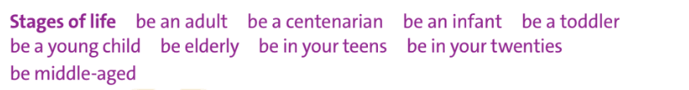 Stages of life be an adult be a centenarian be an infant be a toddler
be a young child be elderly be in your teens be in your twenties
be middle-aged